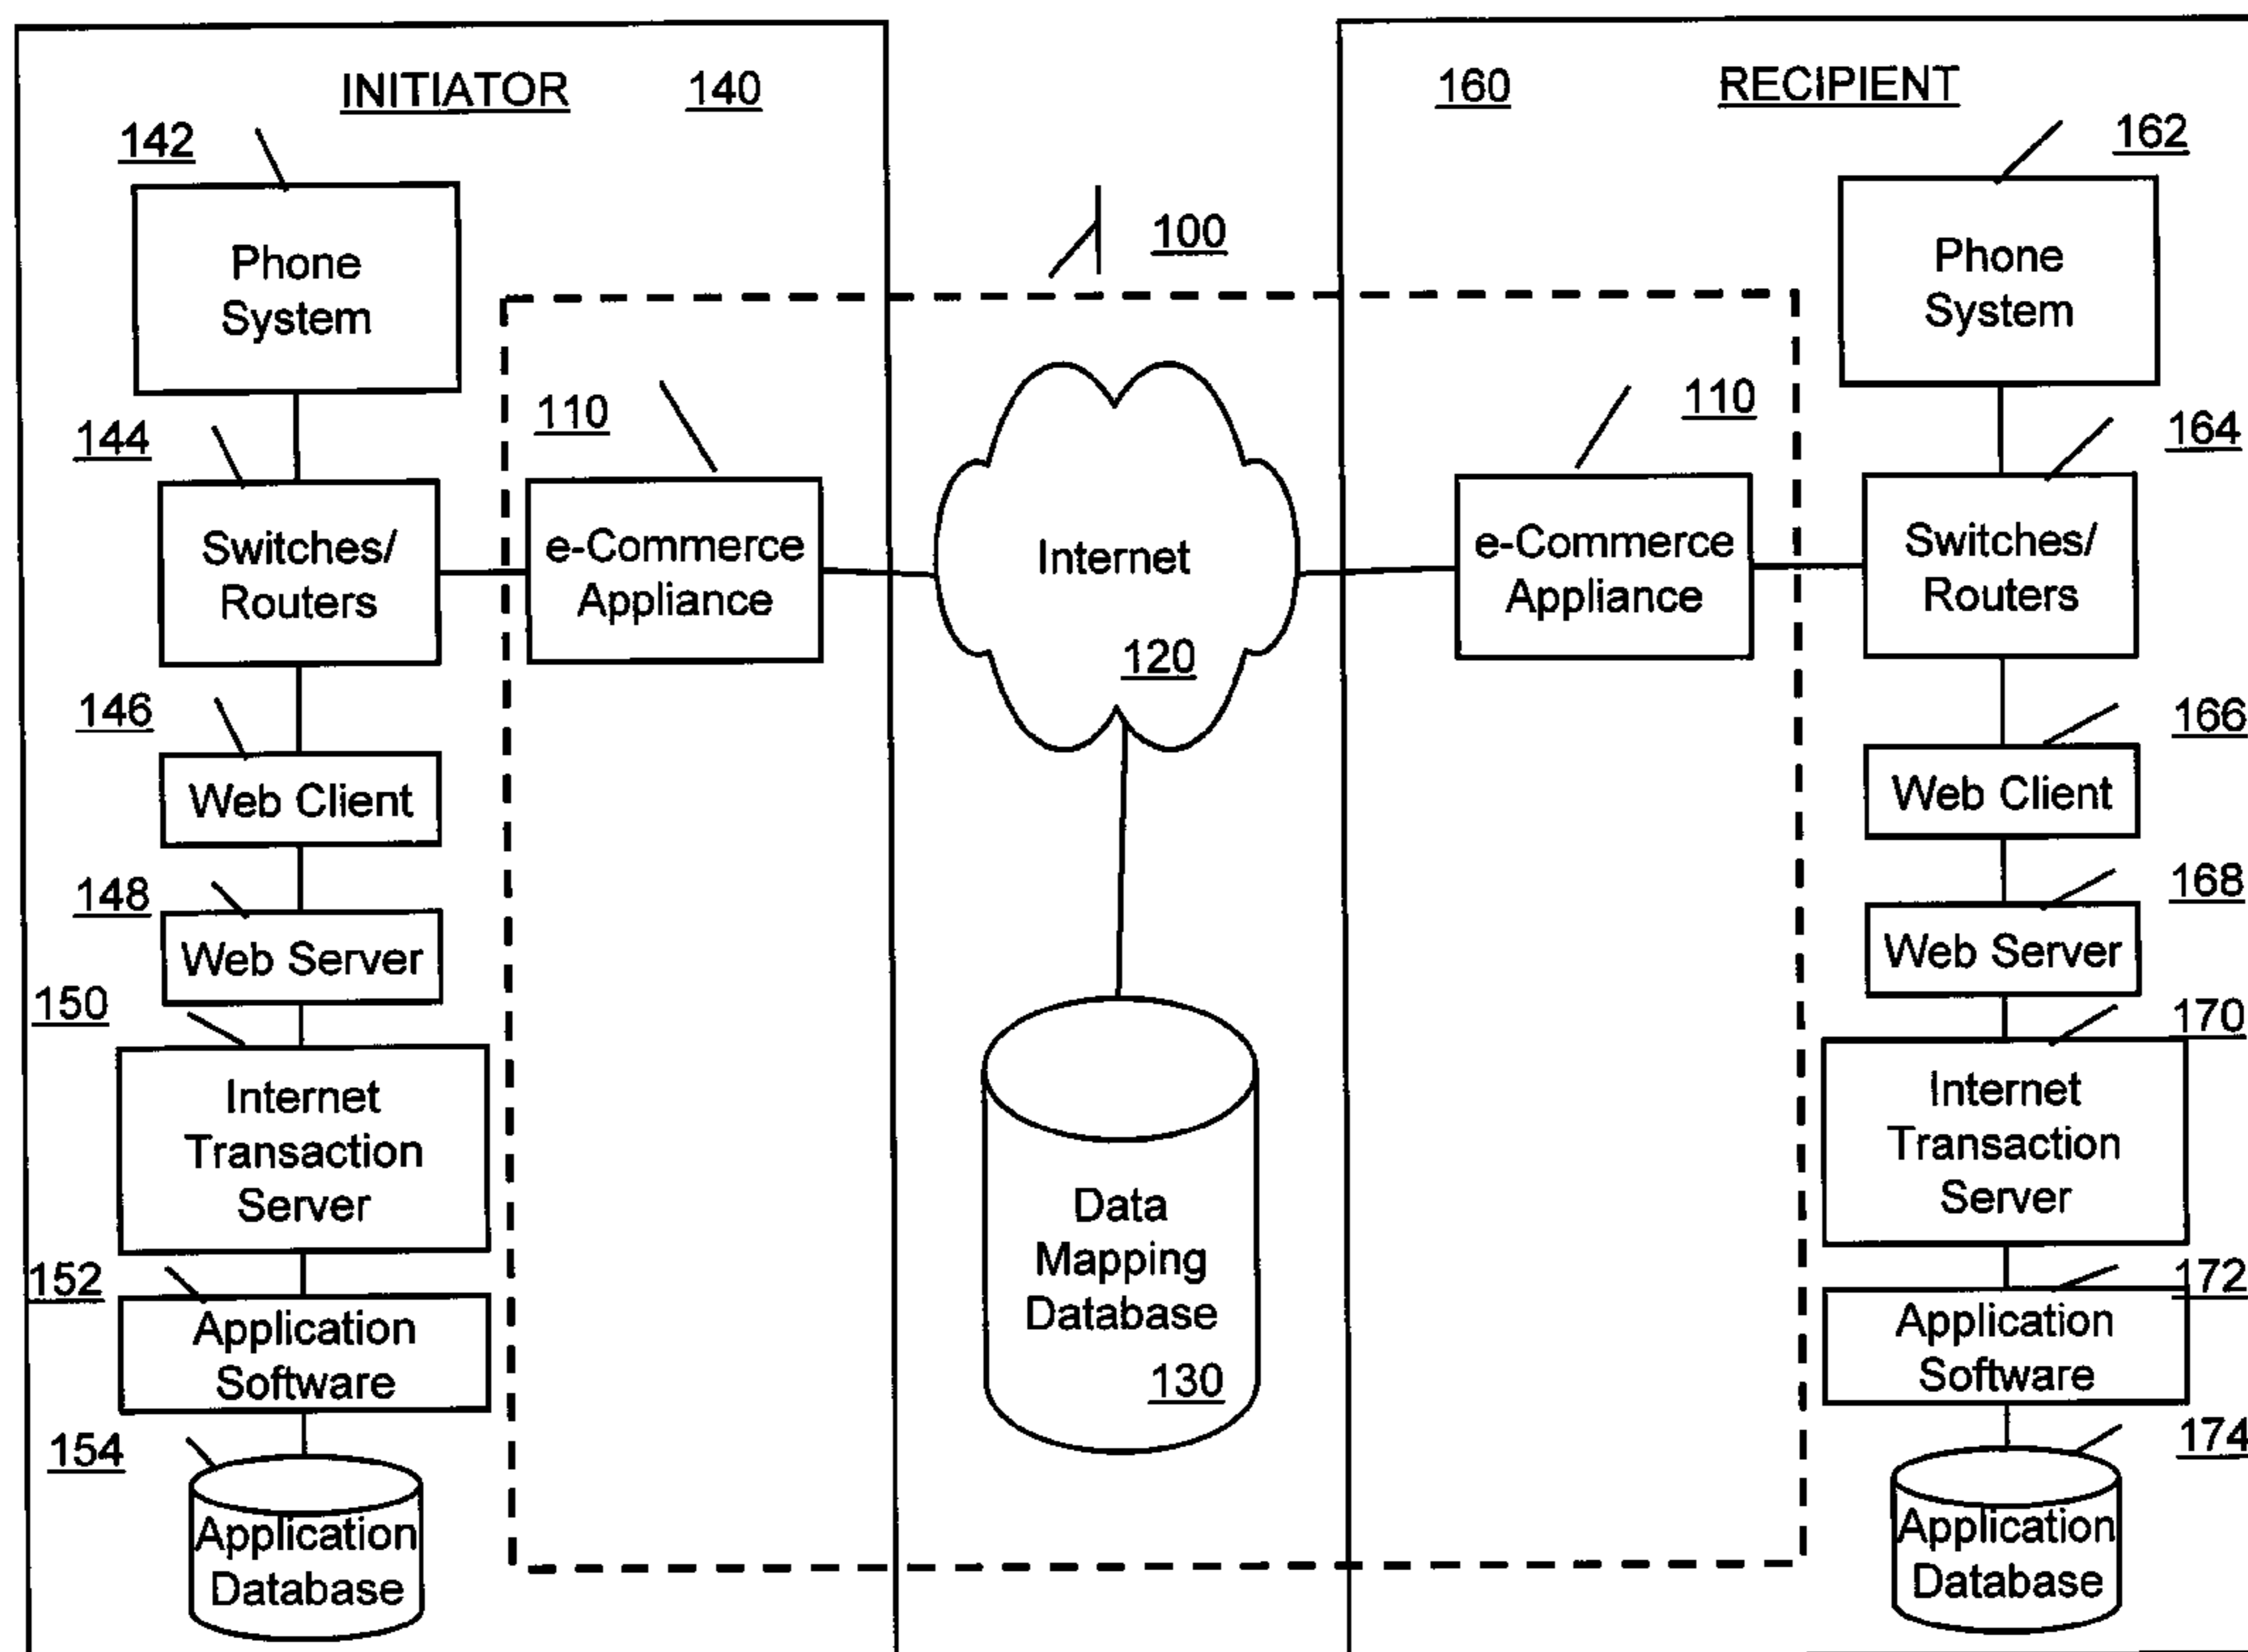 INITIATOR 140
142
Phone
System
144
Switches/
Routers
110
e-Commerce
Appliance
146
Web Client
148
Web Server
150
Internet
Transaction
Server
152
Application
Software
154
Application
Database
100
Internet
120
Data
Mapping
Database
130
160 RECIPIENT
162
Phone
System
110
e-Commerce
Appliance
164
Switches/
Routers
166
Web Client
168
Web Server
170
Internet
Transaction
Server
172
Application
Software
174
Application
Database